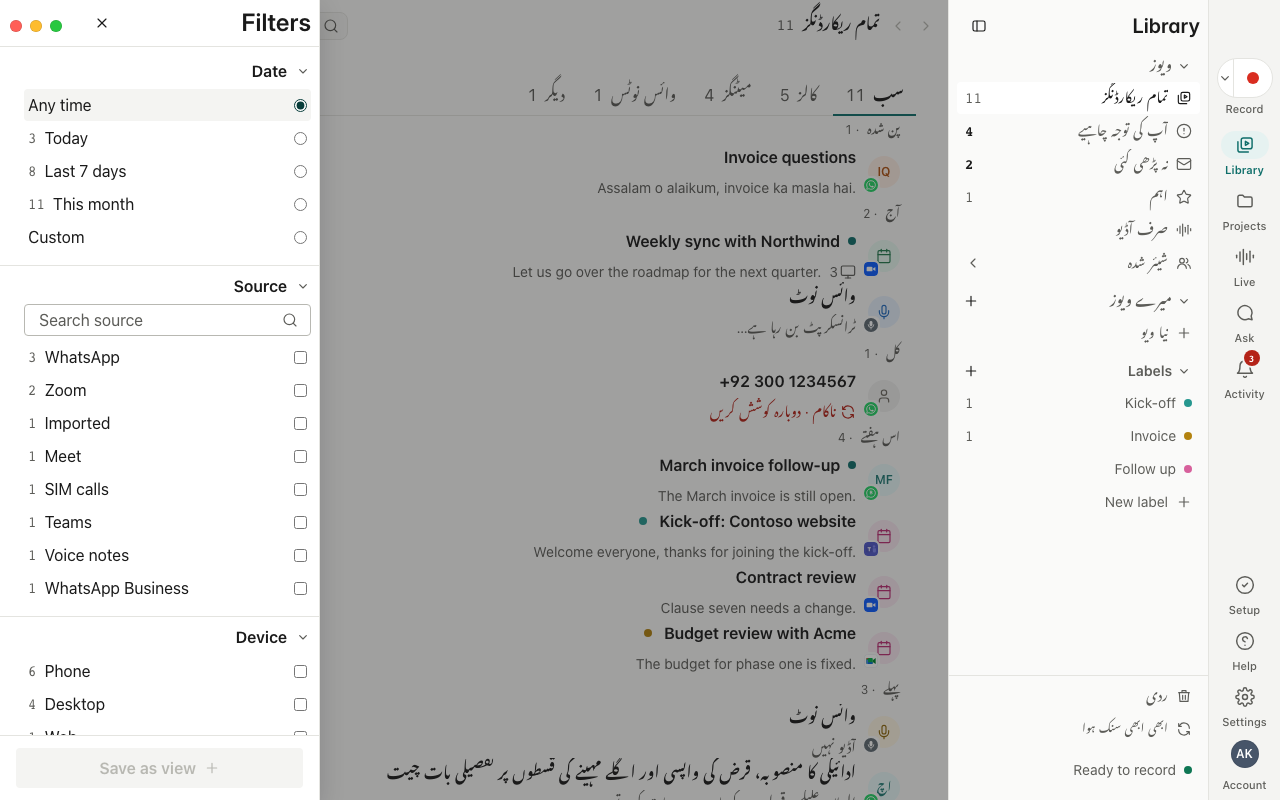 Record
Library
Projects
Live
Ask
3
Activity
Setup
Help
Settings
AK
Account
Library
ویوز
تمام ریکارڈنگز 11
آپ کی توجہ چاہیے 4
نہ پڑھی گئی 2
اہم 1
صرف آڈیو
شیئر شدہ
میرے ویوز
نیا ویو
Labels
Kick-off 1
Invoice 1
Follow up
New label
ردی
ابھی ابھی سنک ہوا
Ready to record
تمام ریکارڈنگز 11
سب 11 کالز 5 میٹنگز 4 وائس نوٹس 1 دیگر 1
پن شدہ · 1
IQ
Invoice questions
Assalam o alaikum, invoice ka masla hai.
آج · 2
Weekly sync with Northwind
Let us go over the roadmap for the next quarter. 3
وائس نوٹ
ٹرانسکرپٹ بن رہا ہے…
کل · 1
+92 300 1234567
ناکام · دوبارہ کوشش کریں
اس ہفتے · 4
MF
March invoice follow-up
The March invoice is still open.
Kick-off: Contoso website
Welcome everyone, thanks for joining the kick-off.
Contract review
Clause seven needs a change.
Budget review with Acme
The budget for phase one is fixed.
پہلے · 3
وائس نوٹ
آڈیو نہیں
اچ
ادائیگی کا منصوبہ، قرض کی واپسی اور اگلے مہینے کی قسطوں پر تفصیلی بات چیت
Filters
Date
Any time
3 Today
8 Last 7 days
11 This month
Custom
Source
Search source
3 WhatsApp
2 Zoom
1 Imported
1 Meet
1 SIM calls
1 Teams
1 Voice notes
1 WhatsApp Business
Device
6 Phone
4 Desktop
1 Web
Save as view